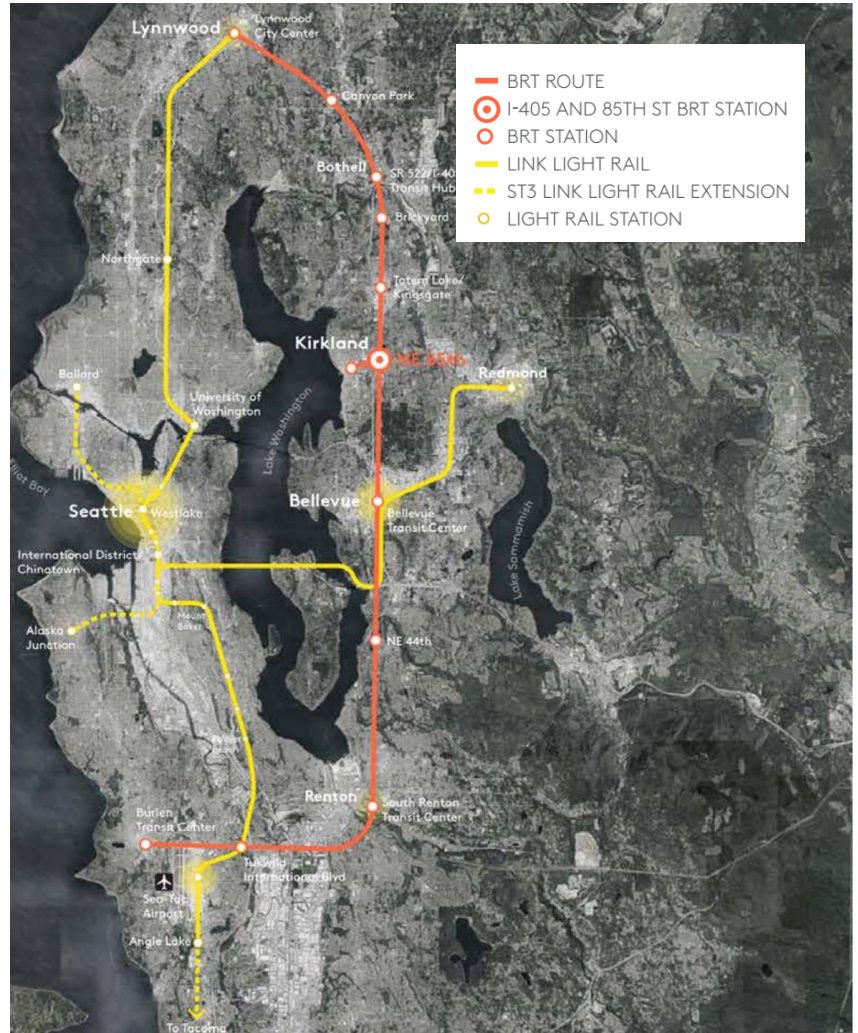 Lynnwood
Lynnwood
City Center
Canyon Park
Bothell
SR 522/I-40
Transit Hub
Brickyard
Northgate
Totem Lake/
Kingsgate
Kirkland
NE 85th
Ballard
Redmond
University of
Washington
Lake Washington
Elliot Bay
Seattle
Westlake
Bellevue
Bellevue
Transit Center
Lake Sammamish
International District/
Chinatown
Mount
Baker
Alaska
Junction
NE 44th
Renton
South Renton
Transit Center
Burien
Transit Center
Tukwila
International Blvd
Sea-Tac
Airport
Angle Lake
To Tacoma
BRT ROUTE
I-405 AND 85TH ST BRT STATION
BRT STATION
LINK LIGHT RAIL
ST3 LINK LIGHT RAIL EXTENSION
LIGHT RAIL STATION